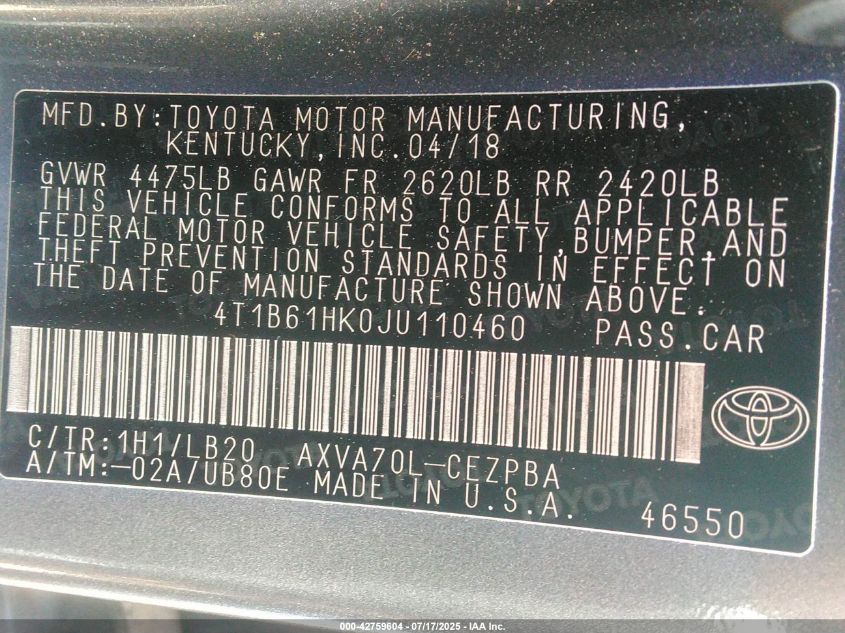 MFD.BY:TOYOTA MOTOR MANUFACTURING,
KENTUCKY,INC.04/18
GVWR 4475LB GAWR FR 2620LB RR 2420LB
THIS VEHICLE CONFORMS TO ALL APPLICABLE
FEDERAL MOTOR VEHICLE SAFETY,BUMPER,AND
THEFT PREVENTION STANDARDS IN EFFECT ON
THE DATE OF MANUFACTURE SHOWN ABOVE.
4T1B61HK0JU110460 PASS.CAR
C/TR:1H1/LB20 AXVA70L-CEZPBA
A/TM:-02A/UB80E MADE IN U.S.A.
46550
000-42759604 / 07/17/2025 - IAA Inc.